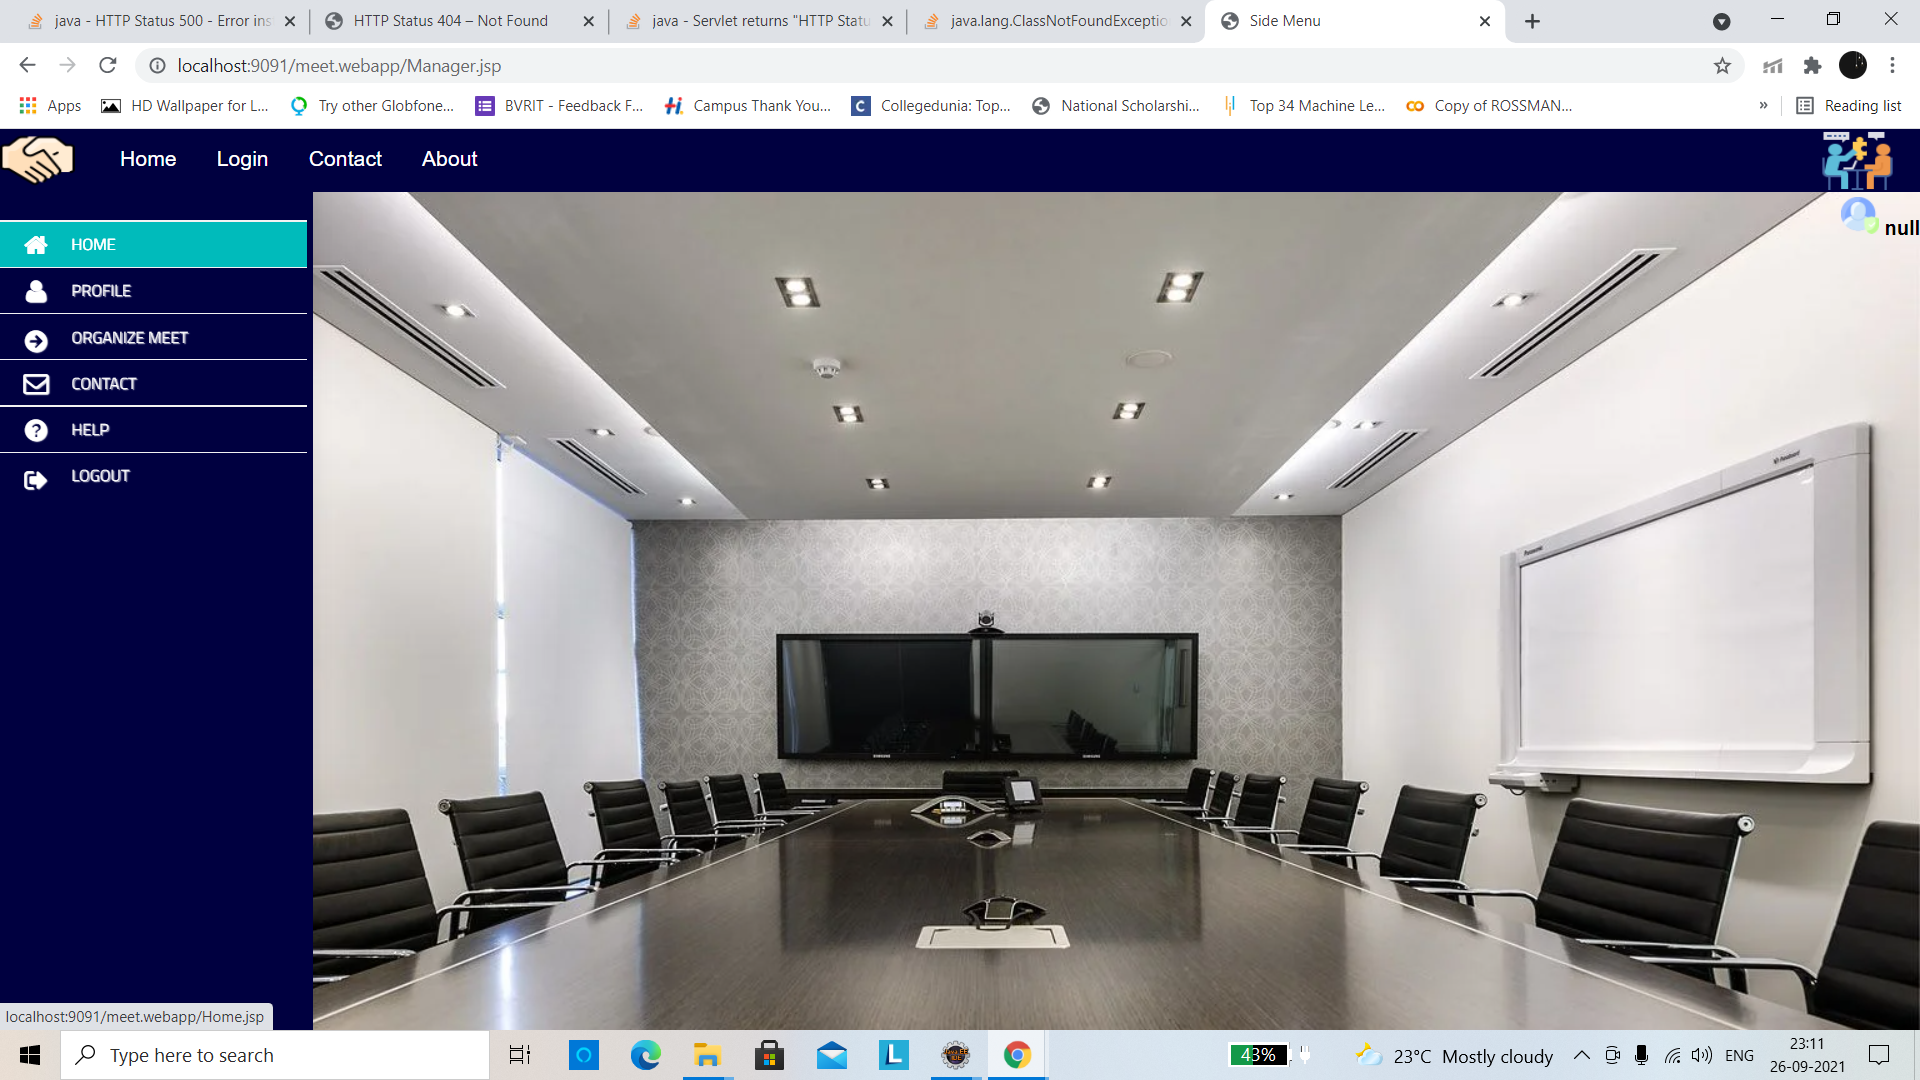 java - HTTP Status 500 - Error ins
HTTP Status 404 – Not Found
java - Servlet returns "HTTP Statu
java.lang.ClassNotFoundExceptio
Side Menu
localhost:9091/meet.webapp/Manager.jsp
Apps
HD Wallpaper for L...
Try other Globfone...
BVRIT - Feedback F...
Campus Thank You...
Collegedunia: Top...
National Scholarshi...
Top 34 Machine Le...
Copy of ROSSMAN...
»
Reading list
Home
Login
Contact
About
null
HOME
PROFILE
ORGANIZE MEET
CONTACT
HELP
LOGOUT
Panasonic
SAMSUNG
SAMSUNG
localhost:9091/meet.webapp/Home.jsp
Type here to search
43%
23°C Mostly cloudy
ENG
23:11
26-09-2021